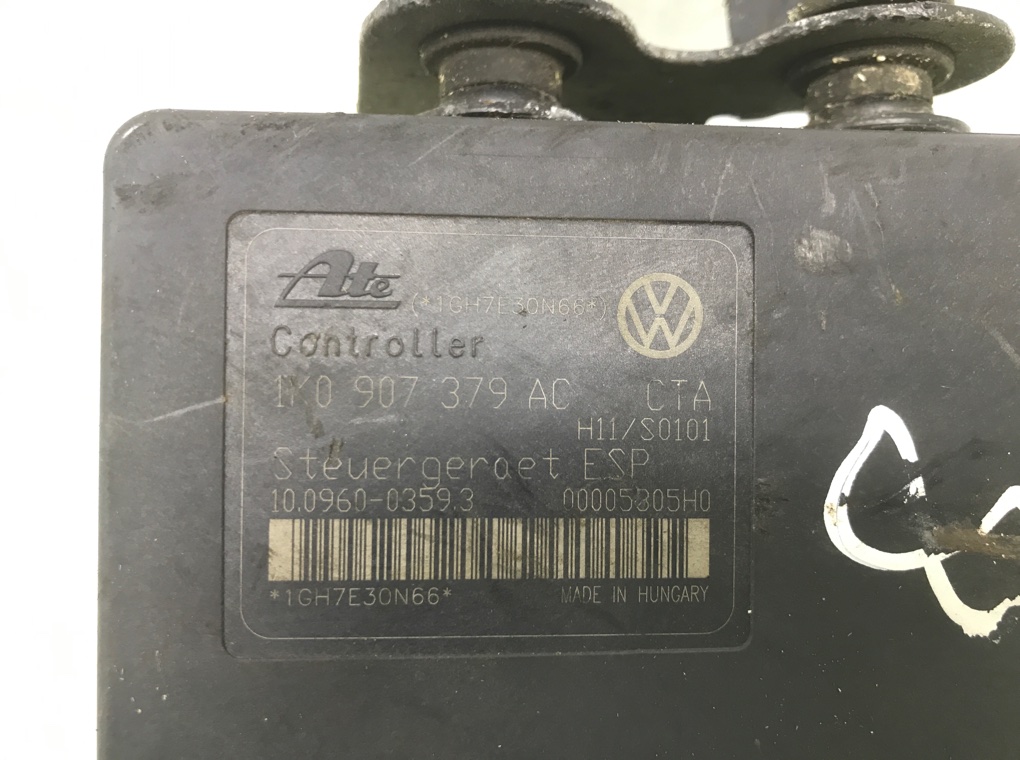 Ate (*1GH7E30N66*)
Controller
1K0 907 379 AC CTA
H11/S0101
Steuergeraet ESP
10.0960-0359.3 00005805H0
*1GH7E30N66*
MADE IN HUNGARY